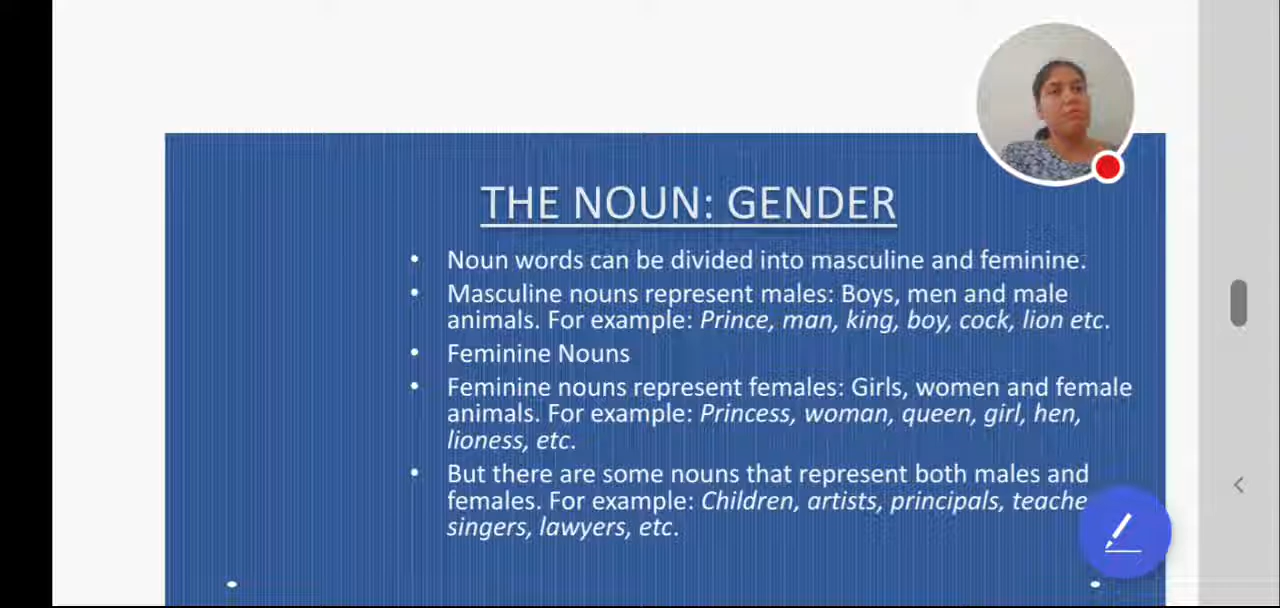 THE NOUN: GENDER
• Noun words can be divided into masculine and feminine.
• Masculine nouns represent males: Boys, men and male
animals. For example: Prince, man, king, boy, cock, lion etc.
• Feminine Nouns
• Feminine nouns represent females: Girls, women and female
animals. For example: Princess, woman, queen, girl, hen,
lioness, etc.
• But there are some nouns that represent both males and
females. For example: Children, artists, principals, teache
singers, lawyers, etc.